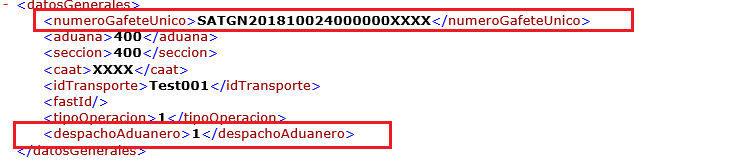 - <datosGenerales>
<numeroGafeteUnico>SATGN201810024000000XXXX</numeroGafeteUnico>
<aduana>400</aduana>
<seccion>400</seccion>
<caat>XXXX</caat>
<idTransporte>Test001</idTransporte>
<fastId/>
<tipoOperacion>1</tipoOperacion>
<despachoAduanero>1</despachoAduanero>
</datosGenerales>